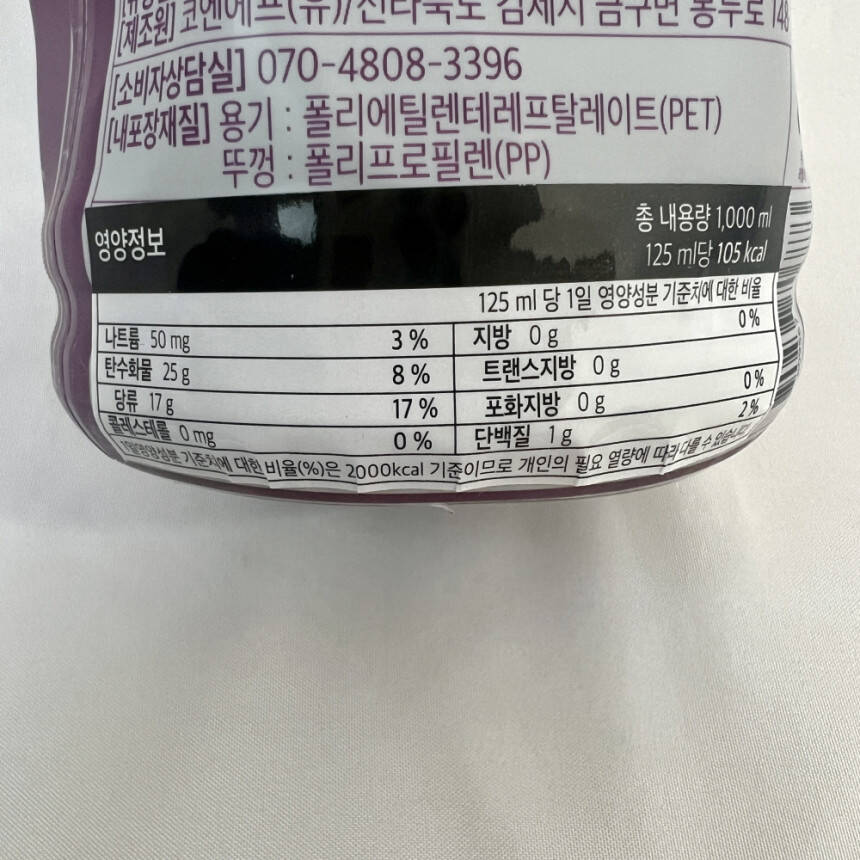 [제조원] 코엔에프(유)/전라북도 김제시 금구면 봉두로 148
[소비자상담실] 070-4808-3396
[내포장재질] 용기 : 폴리에틸렌테레프탈레이트(PET)
뚜껑 : 폴리프로필렌(PP)
영양정보
총 내용량 1,000 ml
125 ml당 105 kcal
125 ml 당 1일 영양성분 기준치에 대한 비율
나트륨 50 mg 3 % 지방 0 g 0 %
탄수화물 25 g 8 % 트랜스지방 0 g
당류 17 g 17 % 포화지방 0 g 0 %
콜레스테롤 0 mg 0 % 단백질 1 g 2 %
1일영양성분 기준치에 대한 비율(%)은 2000kcal 기준이므로 개인의 필요 열량에 따라 다를 수 있습니다